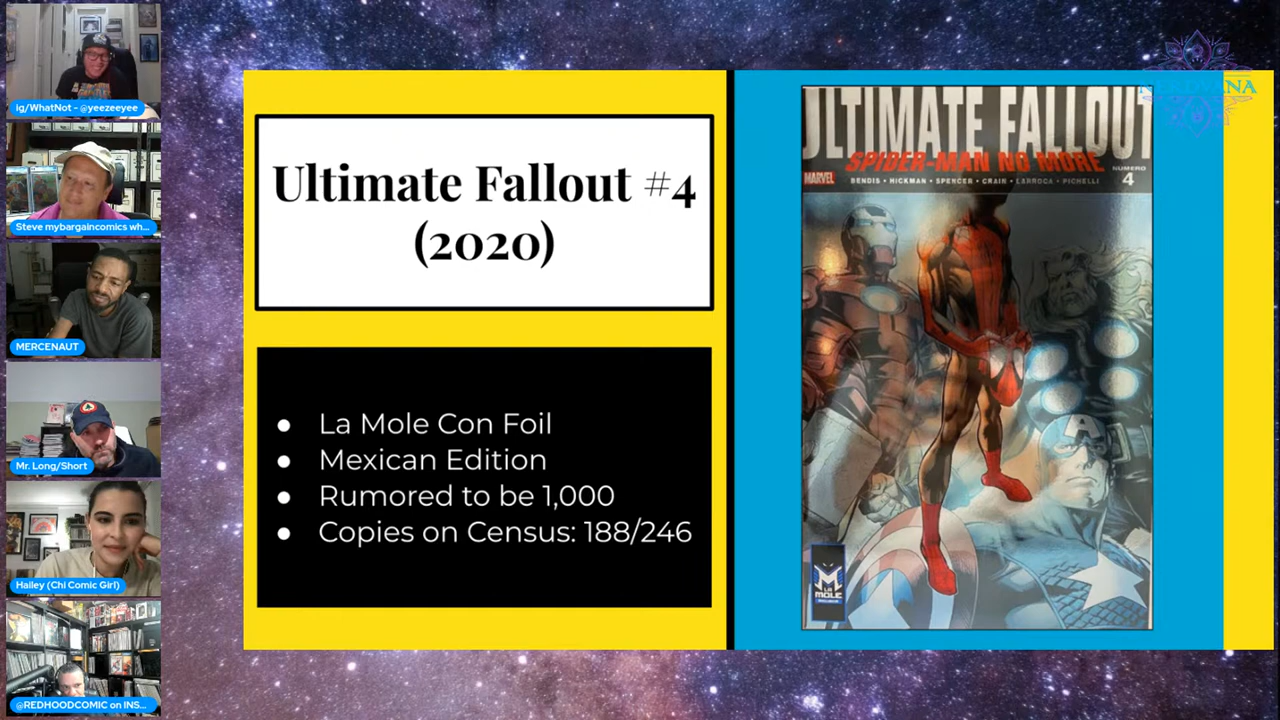 ig/WhatNot - @yeezeeyee
Steve mybargaincomics wh...
MERCENAUT
Mr. Long/Short
Hailey (Chi Comic Girl)
@REDHOODCOMIC on INS...
Ultimate Fallout #4
(2020)
• La Mole Con Foil
• Mexican Edition
• Rumored to be 1,000
• Copies on Census: 188/246
ULTIMATE FALLOUT
SPIDER-MAN NO MORE
MARVEL
BENDIS • HICKMAN • SPENCER • CRAIN • LARROCA • PICHELLI
NUMERO
4
A
LA
MOLE